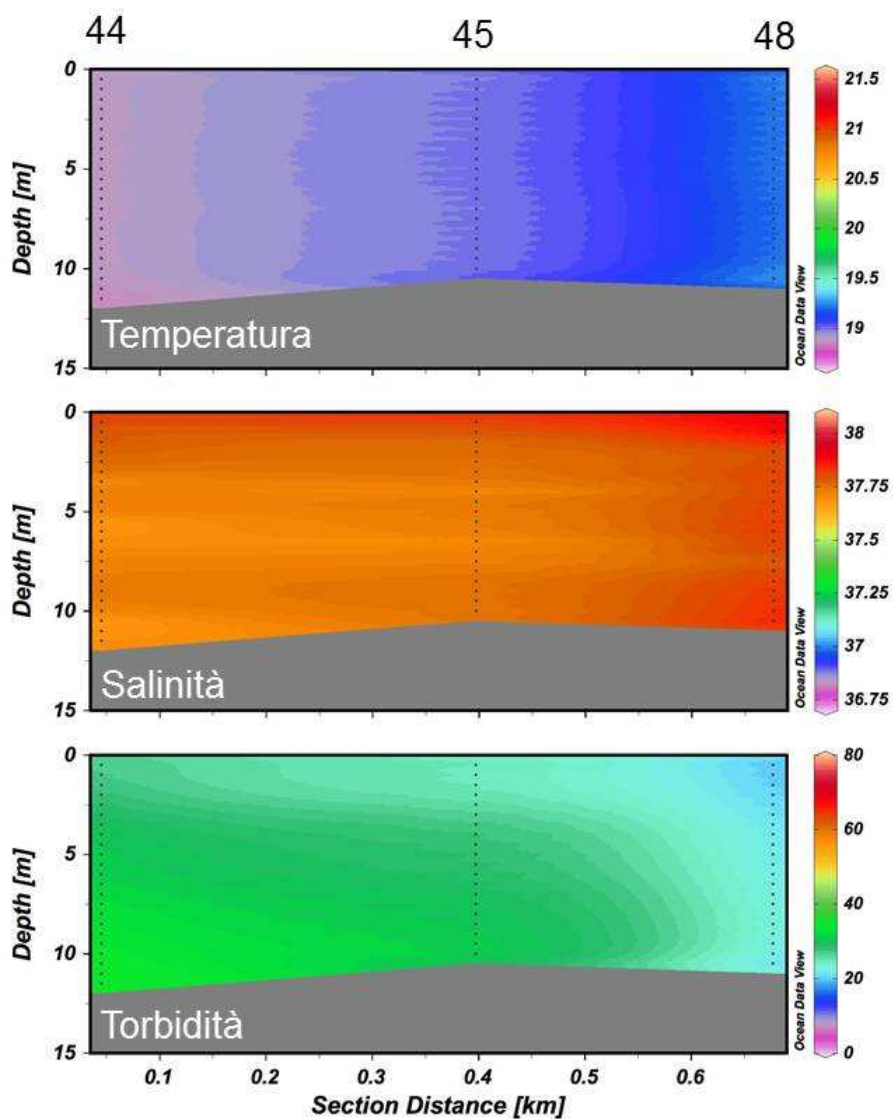 44 45 48
0
5
10
15
Depth [m]
Temperatura
21.5
21
20.5
20
19.5
19
Ocean Data View
0
5
10
15
Depth [m]
Salinità
38
37.75
37.5
37.25
37
36.75
Ocean Data View
0
5
10
15
Depth [m]
Torbidità
80
60
40
20
0
Ocean Data View
0.1 0.2 0.3 0.4 0.5 0.6
Section Distance [km]